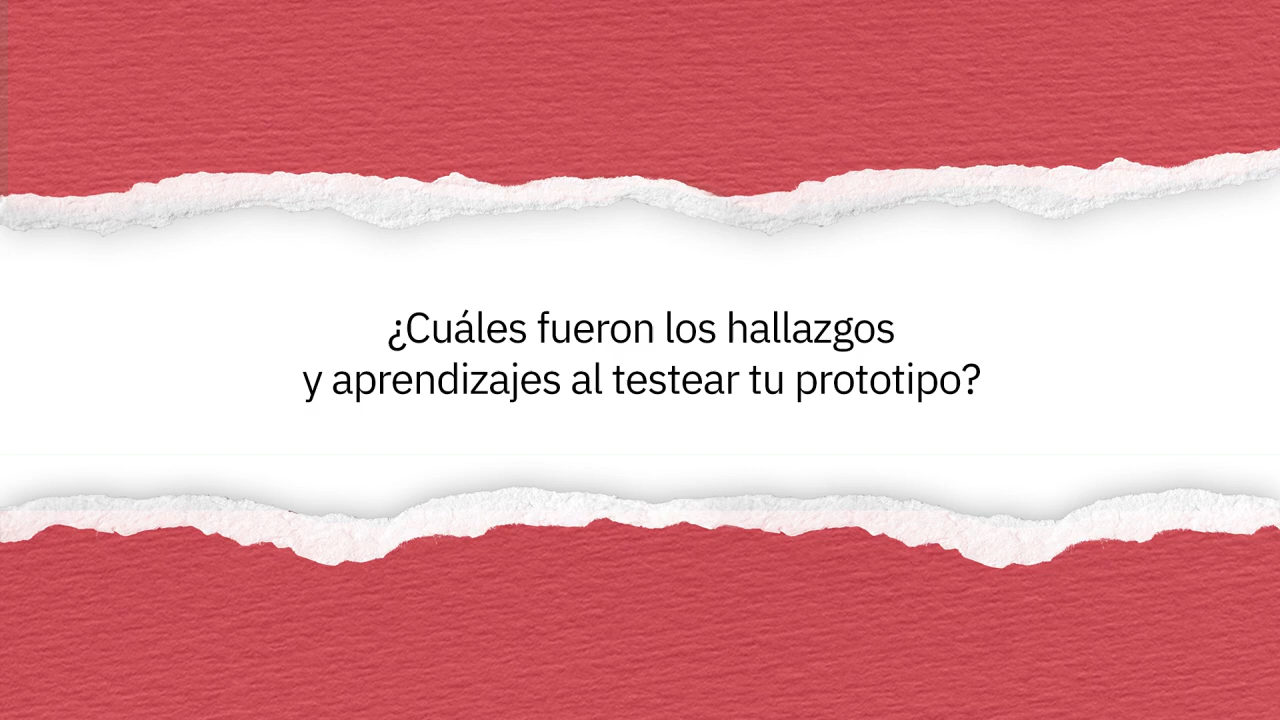 ¿Cuáles fueron los hallazgos
y aprendizajes al testear tu prototipo?